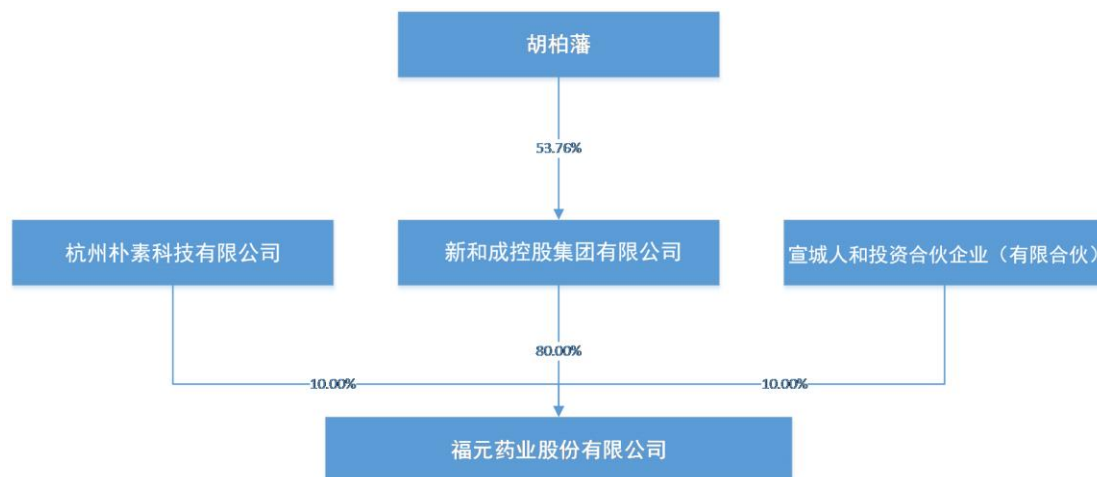 胡柏藩
53.76%
杭州朴素科技有限公司
新和成控股集团有限公司
宣城人和投资合伙企业（有限合伙）
80.00%
10.00%
10.00%
福元药业股份有限公司